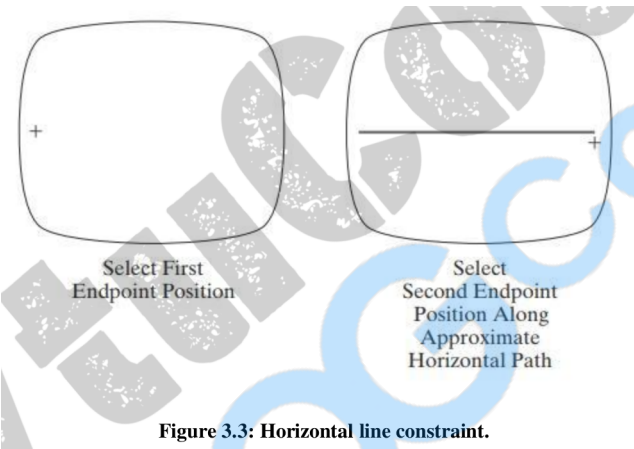 Select First
Endpoint Position
Select
Second Endpoint
Position Along
Approximate
Horizontal Path
Figure 3.3: Horizontal line constraint.